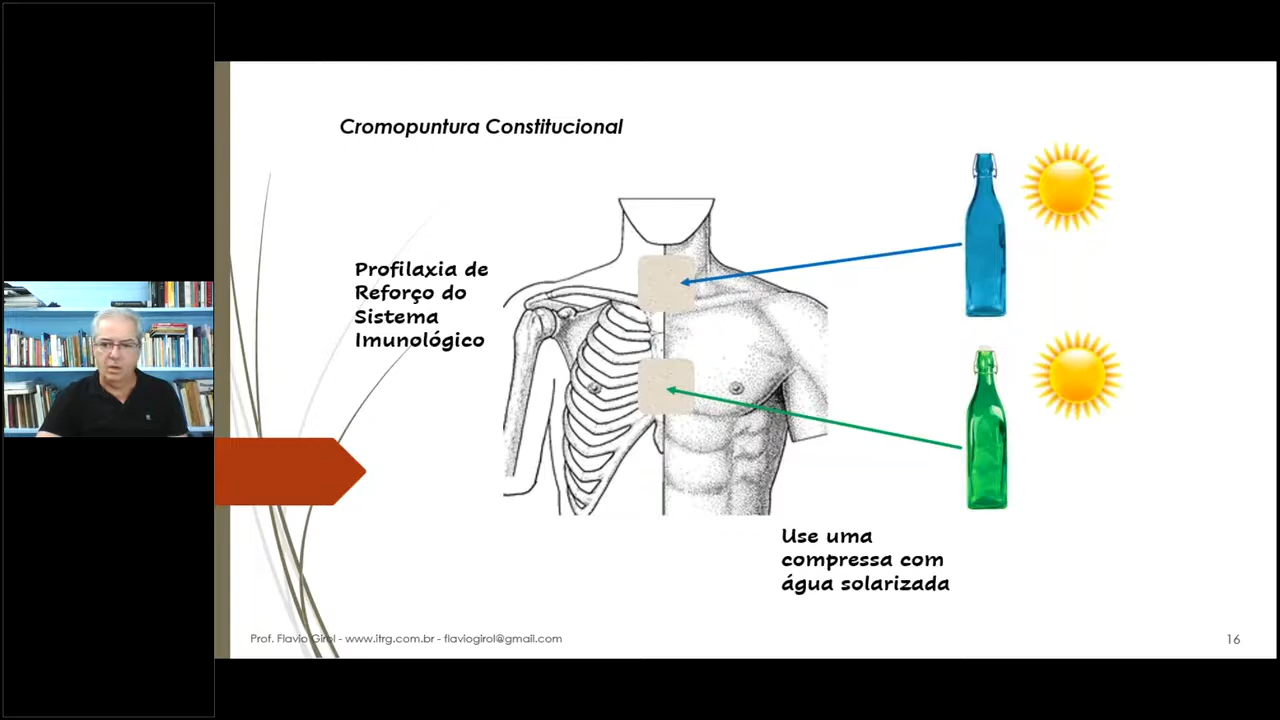 Cromopuntura Constitucional
Profilaxia de
Reforço do
Sistema
Imunológico
Use uma
compressa com
água solarizada
Prof. Flavio Girol - www.itrg.com.br - flaviogirol@gmail.com
16